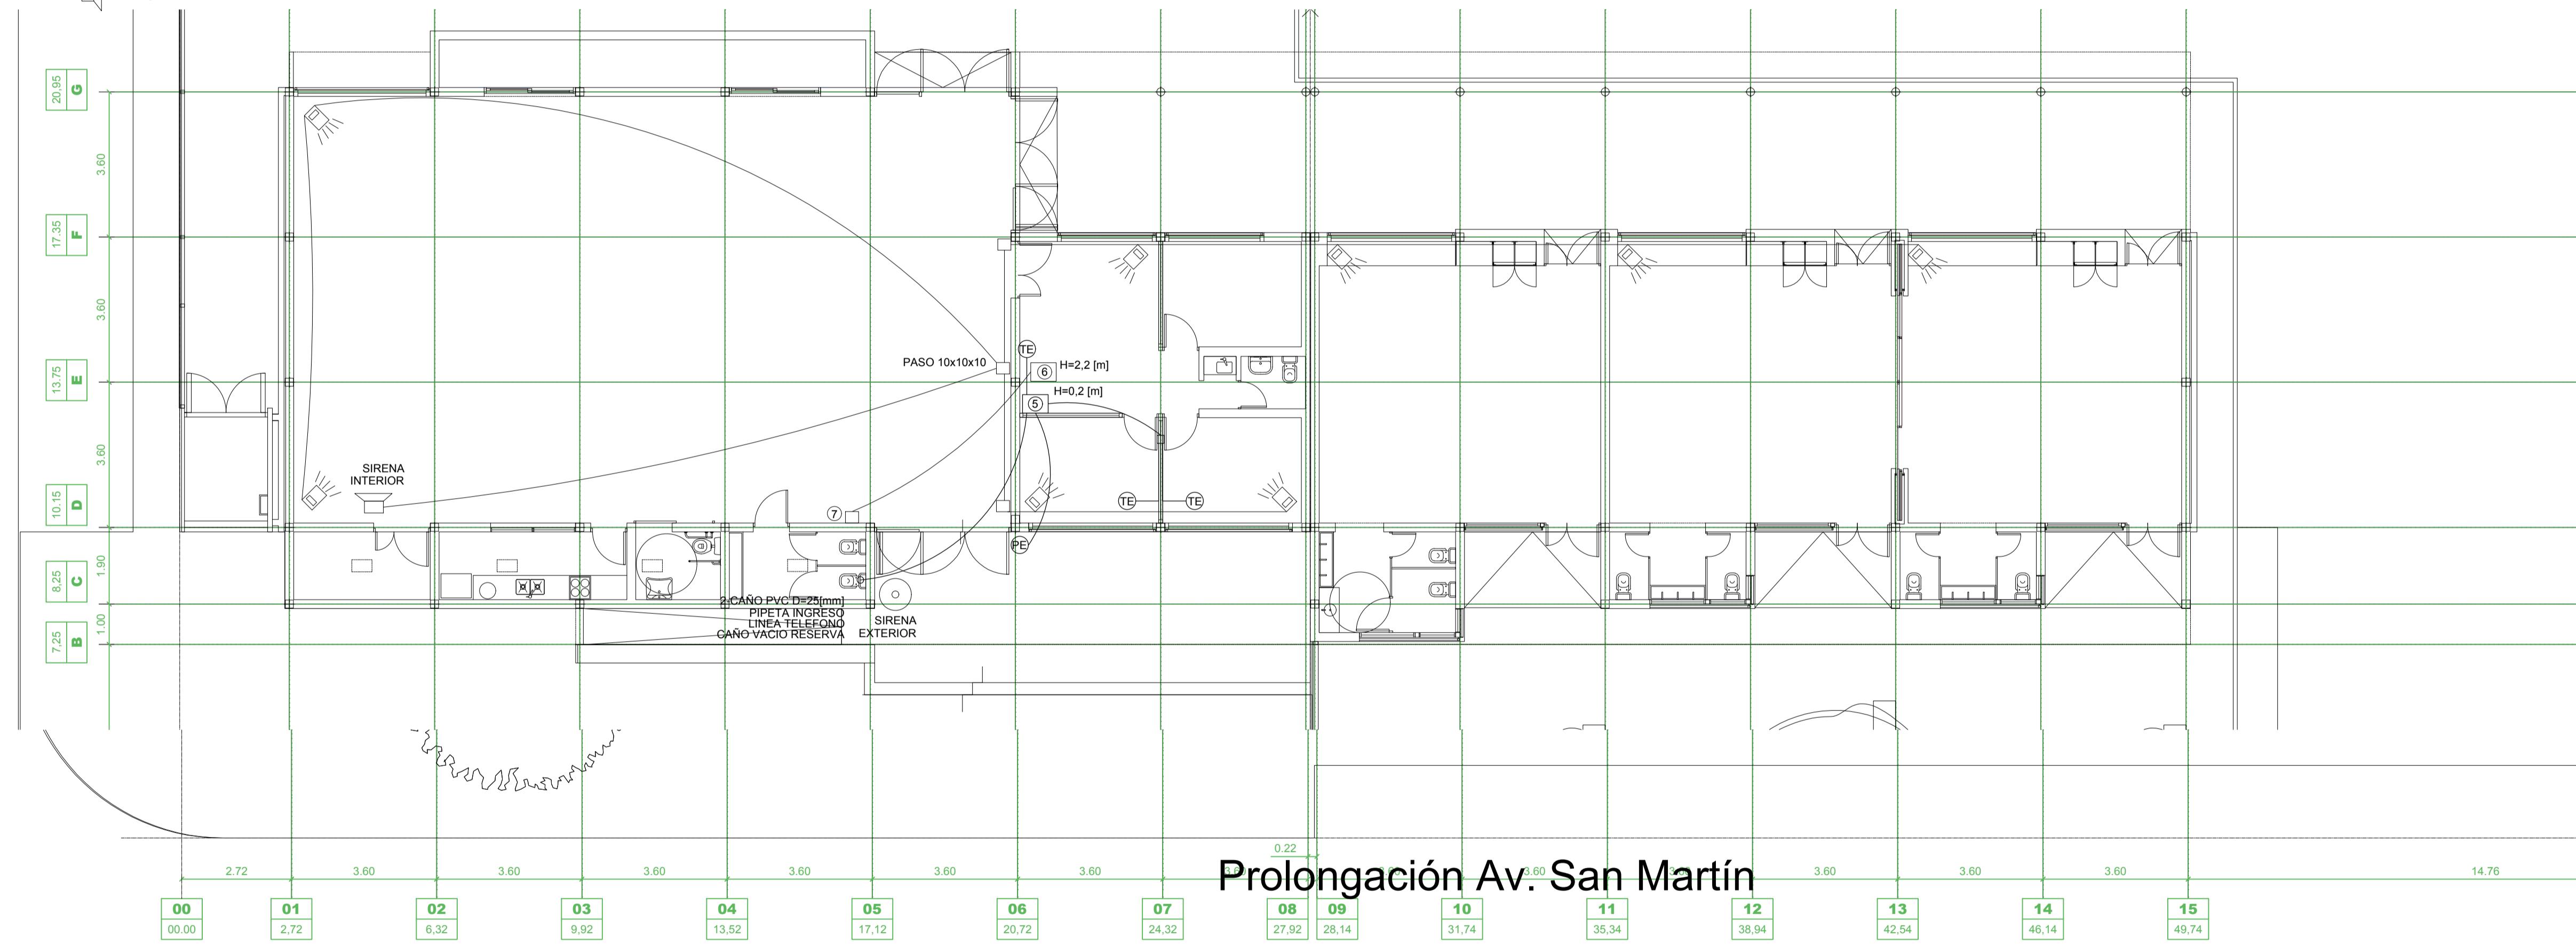 20,95 G
3.60
17.35 F
3.60
13.75 E
3.60
10.15 D
1.90
8,25 C
1.00
7,25 B
PASO 10x10x10
TE
6 H=2,2 [m]
H=0,2 [m]
5
SIRENA
INTERIOR
TE
TE
7
PE
2-CAÑO PVC D=25[mm]
PIPETA INGRESO
LINEA TELEFONO
CAÑO VACIO RESERVA
SIRENA
EXTERIOR
0.22
2.72 3.60 3.60 3.60 3.60 3.60 3.60 3.60 3.60 3.60 3.60 3.60 14.76
Prolongación Av. San Martín
00 01 02 03 04 05 06 07 08 09 10 11 12 13 14 15
00.00 2,72 6,32 9,92 13,52 17,12 20,72 24,32 27,92 28,14 31,74 35,34 38,94 42,54 46,14 49,74